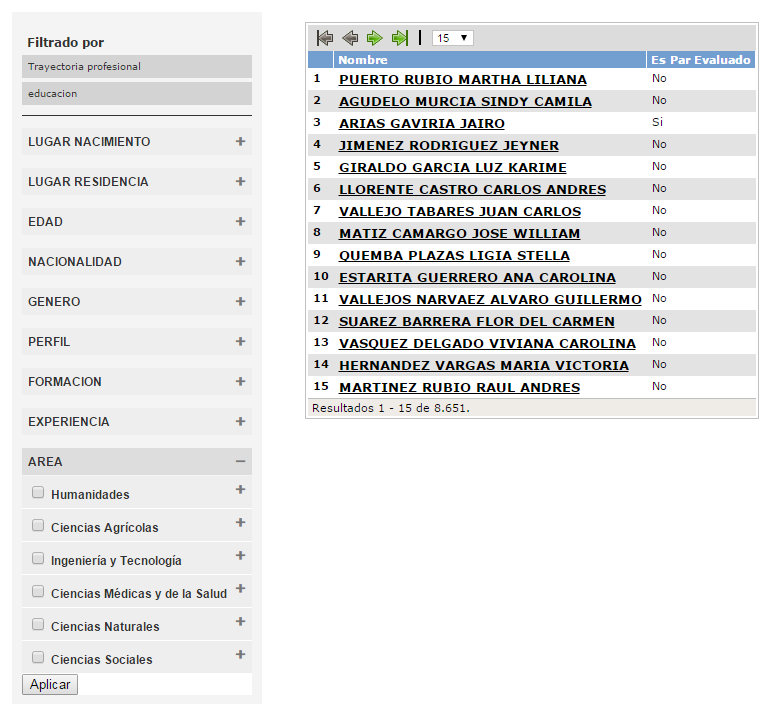 Filtrado por
Trayectoria profesional
educacion
LUGAR NACIMIENTO +
LUGAR RESIDENCIA +
EDAD +
NACIONALIDAD +
GENERO +
PERFIL +
FORMACION +
EXPERIENCIA +
AREA −
Humanidades +
Ciencias Agrícolas +
Ingeniería y Tecnología +
Ciencias Médicas y de la Salud +
Ciencias Naturales +
Ciencias Sociales +
Aplicar
15
Nombre Es Par Evaluado
1 PUERTO RUBIO MARTHA LILIANA No
2 AGUDELO MURCIA SINDY CAMILA No
3 ARIAS GAVIRIA JAIRO Si
4 JIMENEZ RODRIGUEZ JEYNER No
5 GIRALDO GARCIA LUZ KARIME No
6 LLORENTE CASTRO CARLOS ANDRES No
7 VALLEJO TABARES JUAN CARLOS No
8 MATIZ CAMARGO JOSE WILLIAM No
9 QUEMBA PLAZAS LIGIA STELLA No
10 ESTARITA GUERRERO ANA CAROLINA No
11 VALLEJOS NARVAEZ ALVARO GUILLERMO No
12 SUAREZ BARRERA FLOR DEL CARMEN No
13 VASQUEZ DELGADO VIVIANA CAROLINA No
14 HERNANDEZ VARGAS MARIA VICTORIA No
15 MARTINEZ RUBIO RAUL ANDRES No
Resultados 1 - 15 de 8.651.